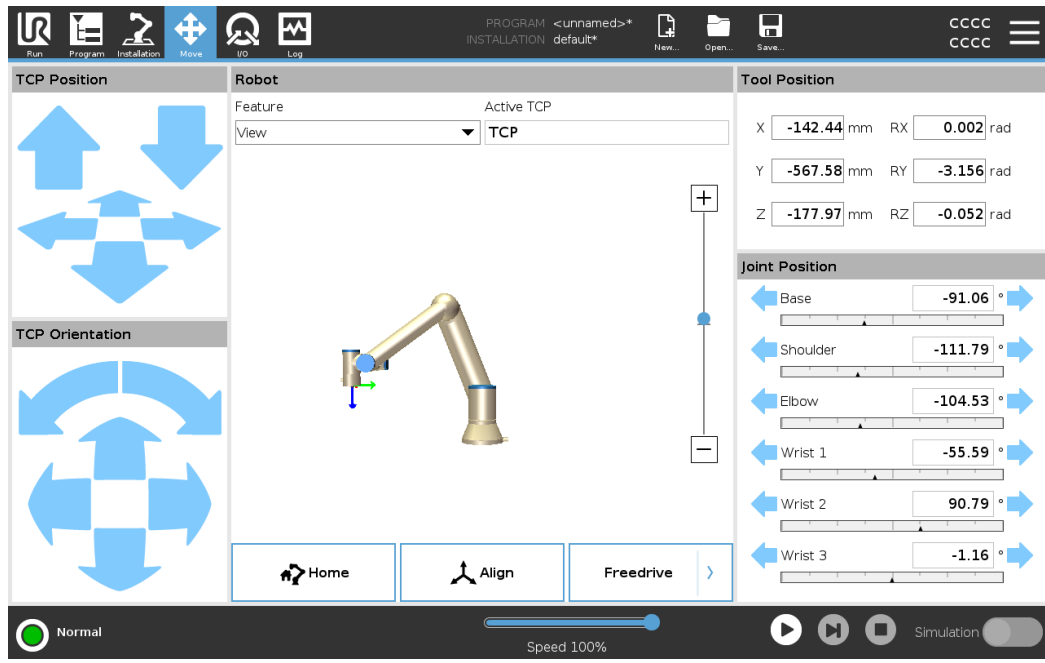 UR
Run
Program
Installation
Move
I/O
Log
PROGRAM <unnamed>*
INSTALLATION default*
New...
Open...
Save...
CCCC
CCCC
TCP Position
TCP Orientation
Robot
Feature
Active TCP
View
TCP
Home
Align
Freedrive
Tool Position
X -142.44 mm RX 0.002 rad
Y -567.58 mm RY -3.156 rad
Z -177.97 mm RZ -0.052 rad
Joint Position
Base -91.06 °
Shoulder -111.79 °
Elbow -104.53 °
Wrist 1 -55.59 °
Wrist 2 90.79 °
Wrist 3 -1.16 °
Normal
Speed 100%
Simulation